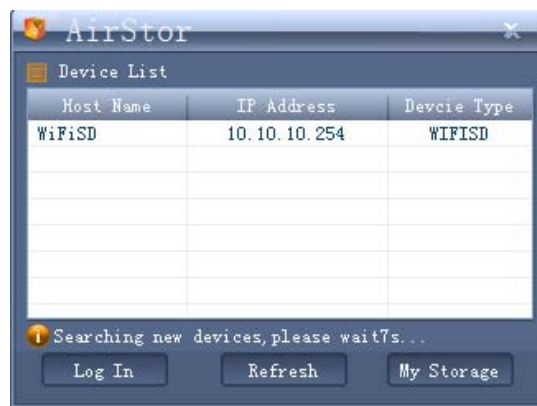 AirStor
Device List
Host Name IP Address Devcie Type
WiFiSD 10.10.10.254 WIFISD
Searching new devices,please wait7s...
Log In Refresh My Storage